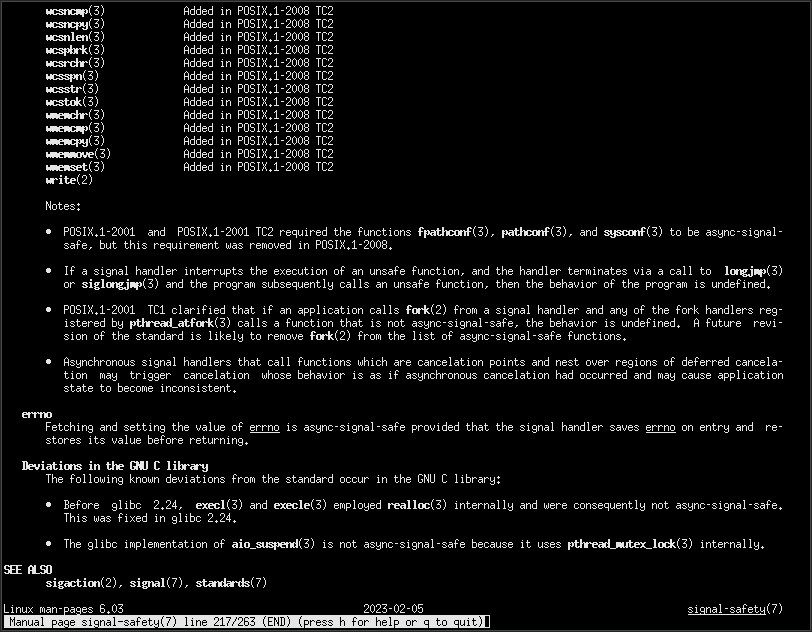 wcsncmp(3)            Added in POSIX.1-2008 TC2
wcsncpy(3)            Added in POSIX.1-2008 TC2
wcsnlen(3)            Added in POSIX.1-2008 TC2
wcspbrk(3)            Added in POSIX.1-2008 TC2
wcsrchr(3)            Added in POSIX.1-2008 TC2
wcsspn(3)             Added in POSIX.1-2008 TC2
wcsstr(3)             Added in POSIX.1-2008 TC2
wcstok(3)             Added in POSIX.1-2008 TC2
wmemchr(3)            Added in POSIX.1-2008 TC2
wmemcmp(3)            Added in POSIX.1-2008 TC2
wmemcpy(3)            Added in POSIX.1-2008 TC2
wmemmove(3)           Added in POSIX.1-2008 TC2
wmemset(3)            Added in POSIX.1-2008 TC2
write(2)
Notes:
• POSIX.1-2001  and  POSIX.1-2001 TC2 required the functions fpathconf(3), pathconf(3), and sysconf(3) to be async-signal-
safe, but this requirement was removed in POSIX.1-2008.
• If a signal handler interrupts the execution of an unsafe function, and the handler terminates via a call to  longjmp(3)
or siglongjmp(3) and the program subsequently calls an unsafe function, then the behavior of the program is undefined.
• POSIX.1-2001  TC1 clarified that if an application calls fork(2) from a signal handler and any of the fork handlers reg-
istered by pthread_atfork(3) calls a function that is not async-signal-safe, the behavior is undefined.  A future  revi-
sion of the standard is likely to remove fork(2) from the list of async-signal-safe functions.
• Asynchronous signal handlers that call functions which are cancelation points and nest over regions of deferred cancela-
tion  may  trigger  cancelation  whose behavior is as if asynchronous cancelation had occurred and may cause application
state to become inconsistent.
errno
Fetching and setting the value of errno is async-signal-safe provided that the signal handler saves errno on entry and  re-
stores its value before returning.
Deviations in the GNU C library
The following known deviations from the standard occur in the GNU C library:
• Before  glibc  2.24,  execl(3) and execle(3) employed realloc(3) internally and were consequently not async-signal-safe.
This was fixed in glibc 2.24.
• The glibc implementation of aio_suspend(3) is not async-signal-safe because it uses pthread_mutex_lock(3) internally.
SEE ALSO
sigaction(2), signal(7), standards(7)
Linux man-pages 6.03                    2023-02-05                    signal-safety(7)
Manual page signal-safety(7) line 217/263 (END) (press h for help or q to quit)